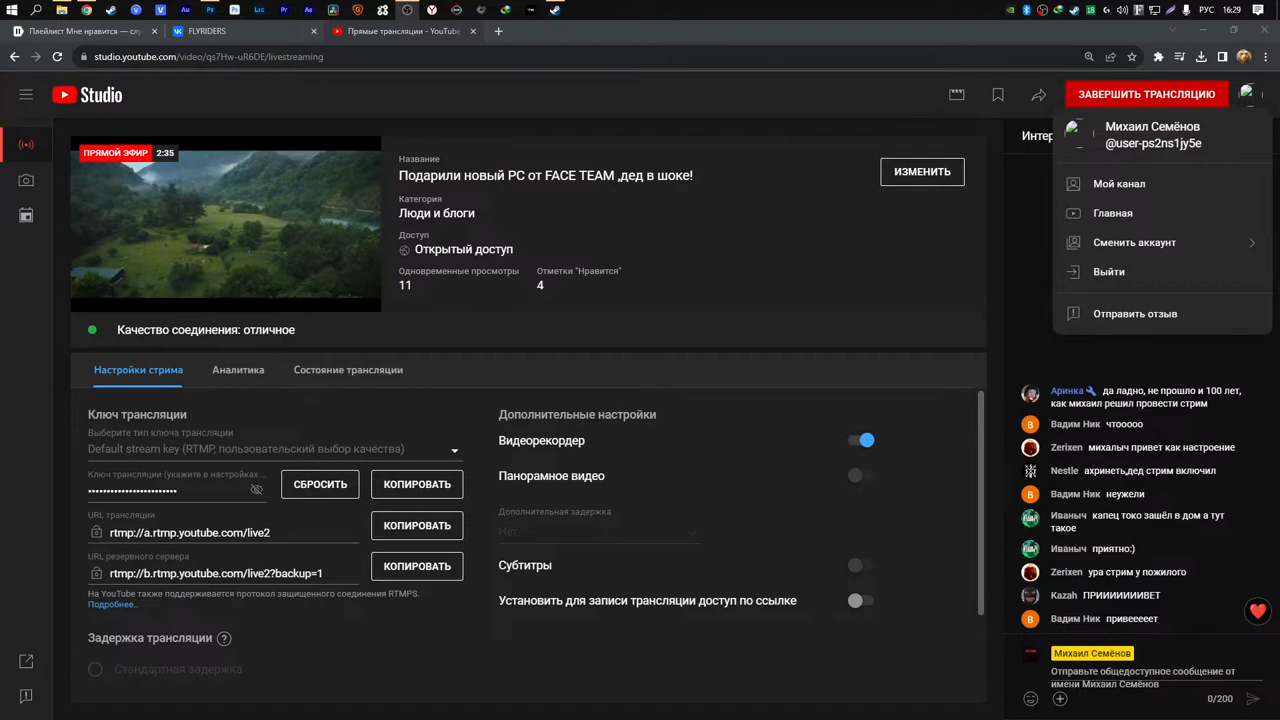 РУС
16:29
Плейлист Мне нравится — слу
FLYRIDERS
Прямые трансляции - YouTube
studio.youtube.com/video/qs7Hw-uR6DE/livestreaming
Studio
ЗАВЕРШИТЬ ТРАНСЛЯЦИЮ
ПРЯМОЙ ЭФИР 2:35
Название
Подарили новый PC от FACE TEAM ,дед в шоке!
ИЗМЕНИТЬ
Категория
Люди и блоги
Доступ
Открытый доступ
Одновременные просмотры
11
Отметки "Нравится"
4
Качество соединения: отличное
Интер
Михаил Семёнов
@user-ps2ns1jy5e
Мой канал
Главная
Сменить аккаунт
Выйти
Отправить отзыв
Настройки стрима
Аналитика
Состояние трансляции
Ключ трансляции
Выберите тип ключа трансляции
Default stream key (RTMP, пользовательский выбор качества)
Ключ трансляции (укажите в настройках ...
СБРОСИТЬ
КОПИРОВАТЬ
URL трансляции
rtmp://a.rtmp.youtube.com/live2
КОПИРОВАТЬ
URL резервного сервера
rtmp://b.rtmp.youtube.com/live2?backup=1
КОПИРОВАТЬ
На YouTube также поддерживается протокол защищенного соединения RTMPS.
Подробнее...
Задержка трансляции
Стандартная задержка
Дополнительные настройки
Видеорекордер
Панорамное видео
Дополнительная задержка
Нет
Субтитры
Установить для записи трансляции доступ по ссылке
Аринка да ладно, не прошло и 100 лет,
как михаил решил провести стрим
Вадим Ник чтооооо
Zerixen михалыч привет как настроение
Nestle ахринеть,дед стрим включил
Вадим Ник неужели
Иваныч капец токо зашёл в дом а тут
такое
Иваныч приятно:)
Zerixen ура стрим у пожилого
Kazah ПРИИИИИИИВЕТ
Вадим Ник привееееет
Михаил Семёнов
Отправьте общедоступное сообщение от
имени Михаил Семёнов
0/200